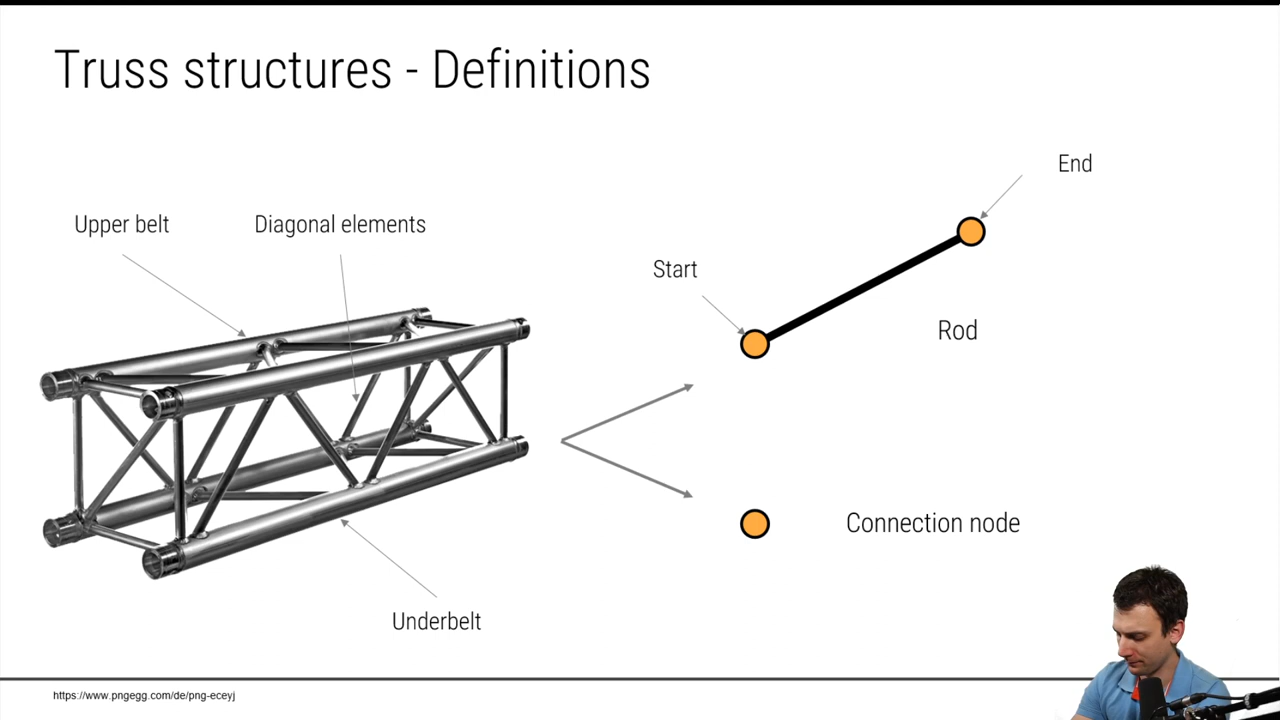 Truss structures - Definitions
End
Upper belt
Diagonal elements
Start
Rod
Connection node
Underbelt
https://www.pngegg.com/de/png-eceyj